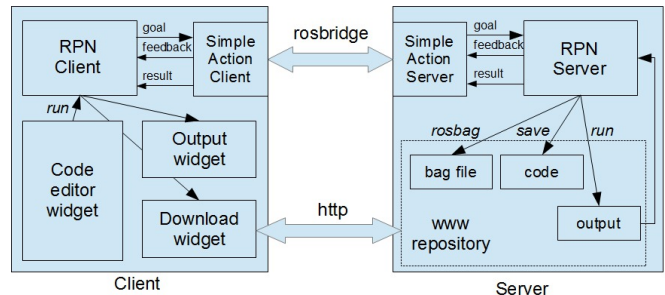 RPN
Client
goal
feedback
result
Simple
Action
Client
run
Code
editor
widget
Output
widget
Download
widget
Client
rosbridge
http
Simple
Action
Server
goal
feedback
result
RPN
Server
rosbag
save
run
bag file
code
output
www
repository
Server